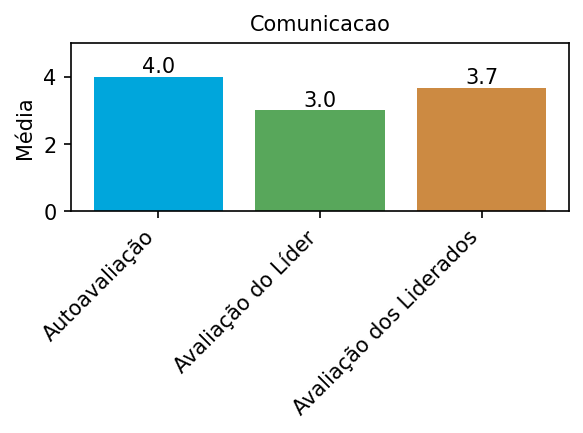 Comunicacao
4.0
3.0
3.7
Média
4
2
0
Autoavaliação
Avaliação do Líder
Avaliação dos Liderados